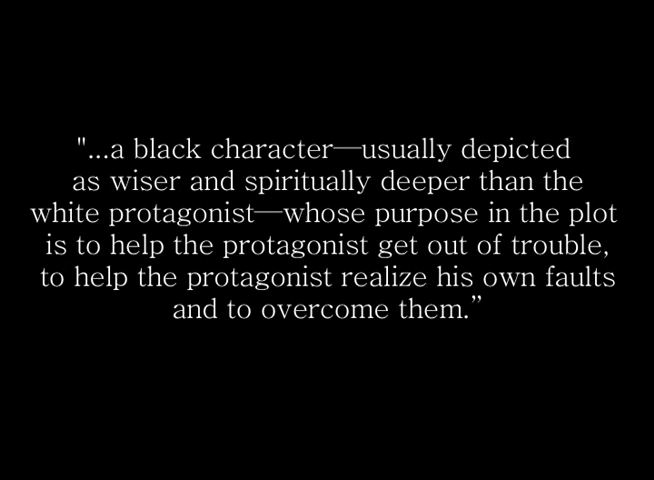 "...a black character—usually depicted
as wiser and spiritually deeper than the
white protagonist—whose purpose in the plot
is to help the protagonist get out of trouble,
to help the protagonist realize his own faults
and to overcome them.”